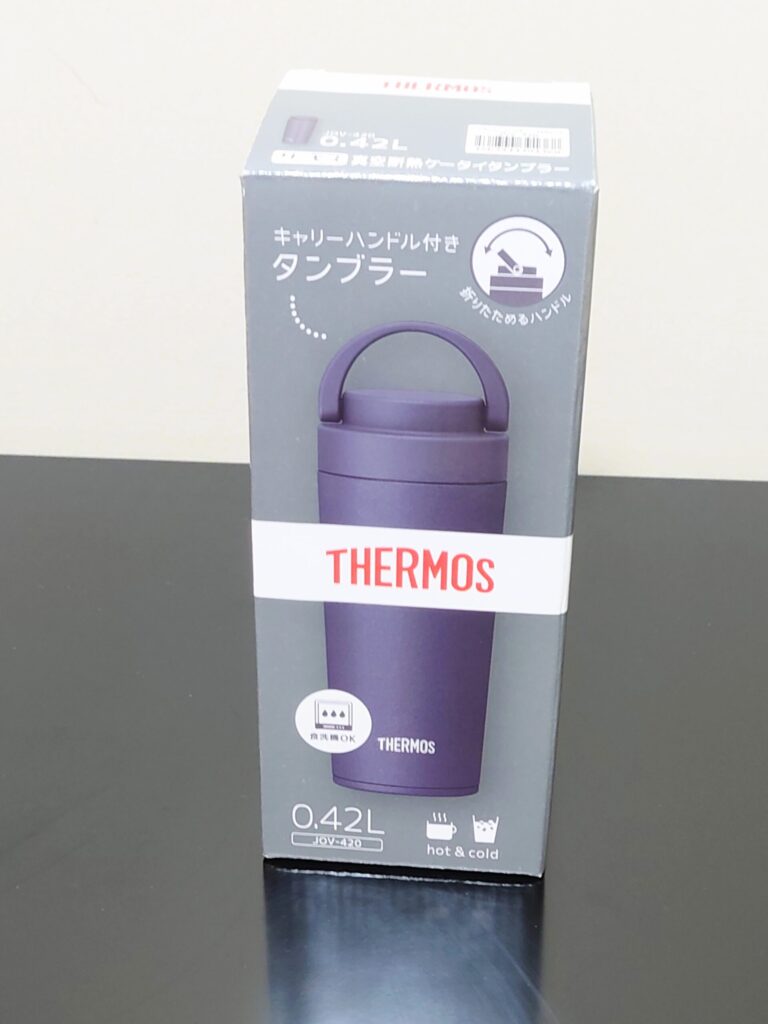 THERMOS
JOV-420
0.42L
真空断熱ケータイタンブラー
キャリーハンドル付き
タンブラー
折りたためるハンドル
THERMOS
食洗機OK
THERMOS
0.42L
JOV-420
hot & cold